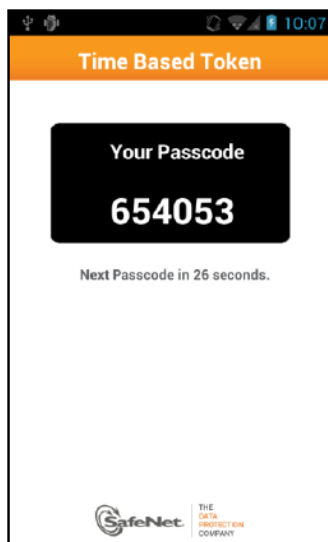 10:07
Time Based Token
Your Passcode
654053
Next Passcode in 26 seconds.
SafeNet.
THE
DATA
PROTECTION
COMPANY